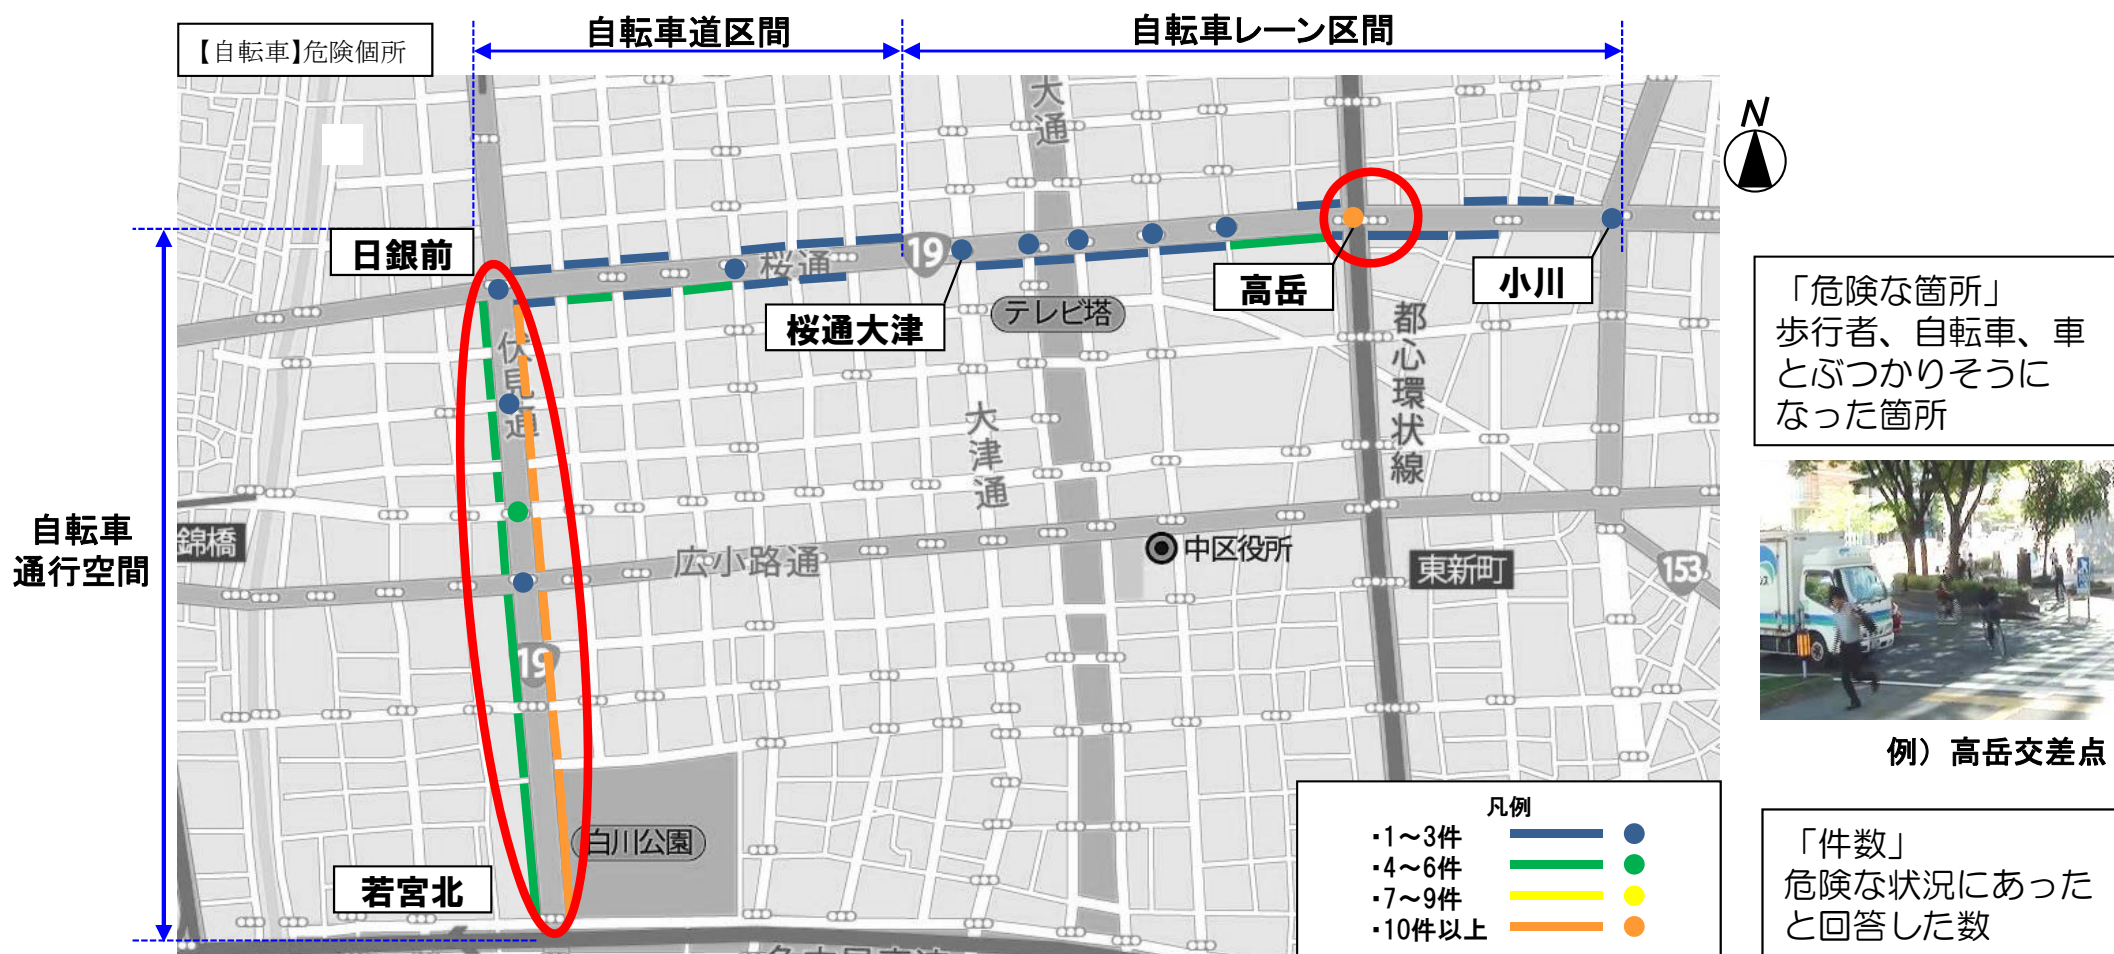 【自転車】危険個所
自転車道区間
自転車レーン区間
大通
N
日銀前
桜通
19
桜通大津
テレビ塔
高岳
小川
伏見通
大津通
都心環状線
「危険な箇所」
歩行者、自転車、車
とぶつかりそうに
なった箇所
自転車
通行空間
錦橋
広小路通
中区役所
東新町
153
19
例）高岳交差点
白川公園
若宮北
凡例
・1～3件
・4～6件
・7～9件
・10件以上
「件数」
危険な状況にあった
と回答した数